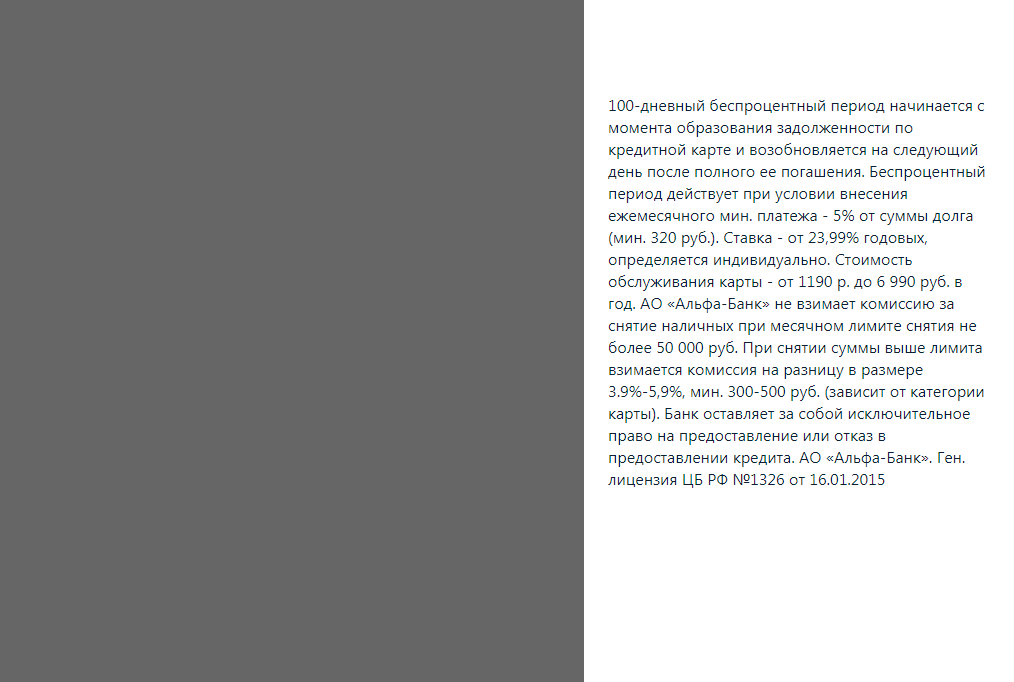 100-дневный беспроцентный период начинается с
момента образования задолженности по
кредитной карте и возобновляется на следующий
день после полного ее погашения. Беспроцентный
период действует при условии внесения
ежемесячного мин. платежа - 5% от суммы долга
(мин. 320 руб.). Ставка - от 23,99% годовых,
определяется индивидуально. Стоимость
обслуживания карты - от 1190 р. до 6 990 руб. в
год. АО «Альфа-Банк» не взимает комиссию за
снятие наличных при месячном лимите снятия не
более 50 000 руб. При снятии суммы выше лимита
взимается комиссия на разницу в размере
3.9%-5,9%, мин. 300-500 руб. (зависит от категории
карты). Банк оставляет за собой исключительное
право на предоставление или отказ в
предоставлении кредита. АО «Альфа-Банк». Ген.
лицензия ЦБ РФ №1326 от 16.01.2015